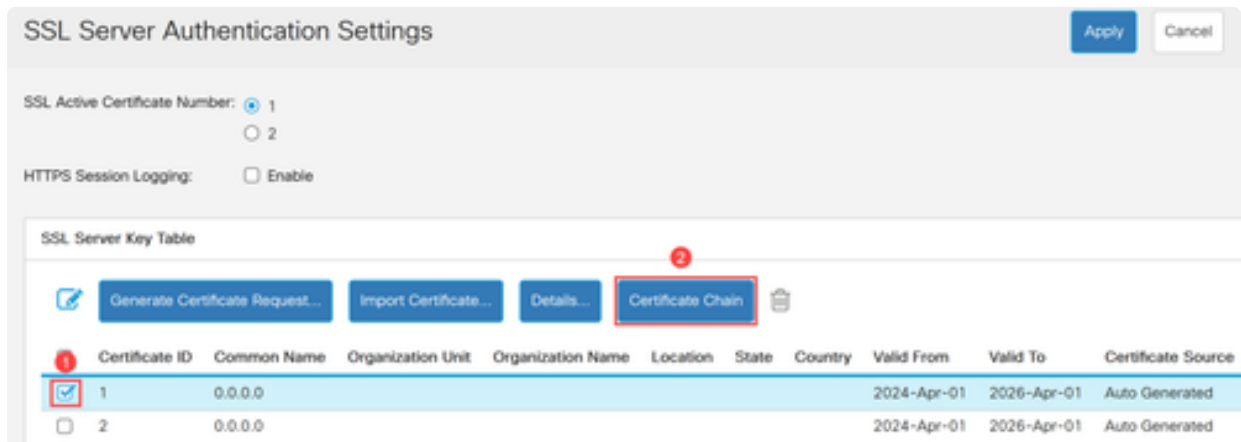 SSL Server Authentication Settings Apply Cancel
SSL Active Certificate Number: 1
2
HTTPS Session Logging: Enable
SSL Server Key Table
2
Generate Certificate Request... Import Certificate... Details... Certificate Chain
1 Certificate ID Common Name Organization Unit Organization Name Location State Country Valid From Valid To Certificate Source
1 0.0.0.0 2024-Apr-01 2026-Apr-01 Auto Generated
2 0.0.0.0 2024-Apr-01 2026-Apr-01 Auto Generated